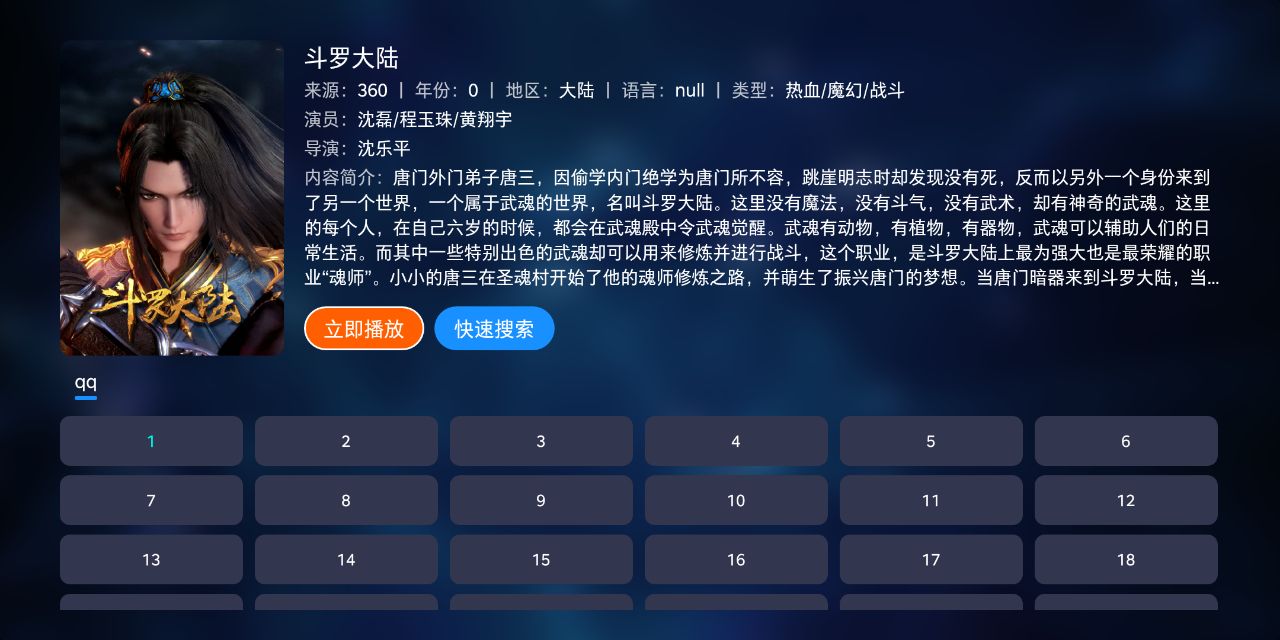 斗罗大陆
斗罗大陆
来源：360 | 年份：0 | 地区：大陆 | 语言：null | 类型：热血/魔幻/战斗
演员：沈磊/程玉珠/黄翔宇
导演：沈乐平
内容简介：唐门外门弟子唐三，因偷学内门绝学为唐门所不容，跳崖明志时却发现没有死，反而以另外一个身份来到
了另一个世界，一个属于武魂的世界，名叫斗罗大陆。这里没有魔法，没有斗气，没有武术，却有神奇的武魂。这里
的每个人，在自己六岁的时候，都会在武魂殿中令武魂觉醒。武魂有动物，有植物，有器物，武魂可以辅助人们的日
常生活。而其中一些特别出色的武魂却可以用来修炼并进行战斗，这个职业，是斗罗大陆上最为强大也是最荣耀的职
业“魂师”。小小的唐三在圣魂村开始了他的魂师修炼之路，并萌生了振兴唐门的梦想。当唐门暗器来到斗罗大陆，当...
立即播放 快速搜索
qq
1 2 3 4 5 6
7 8 9 10 11 12
13 14 15 16 17 18